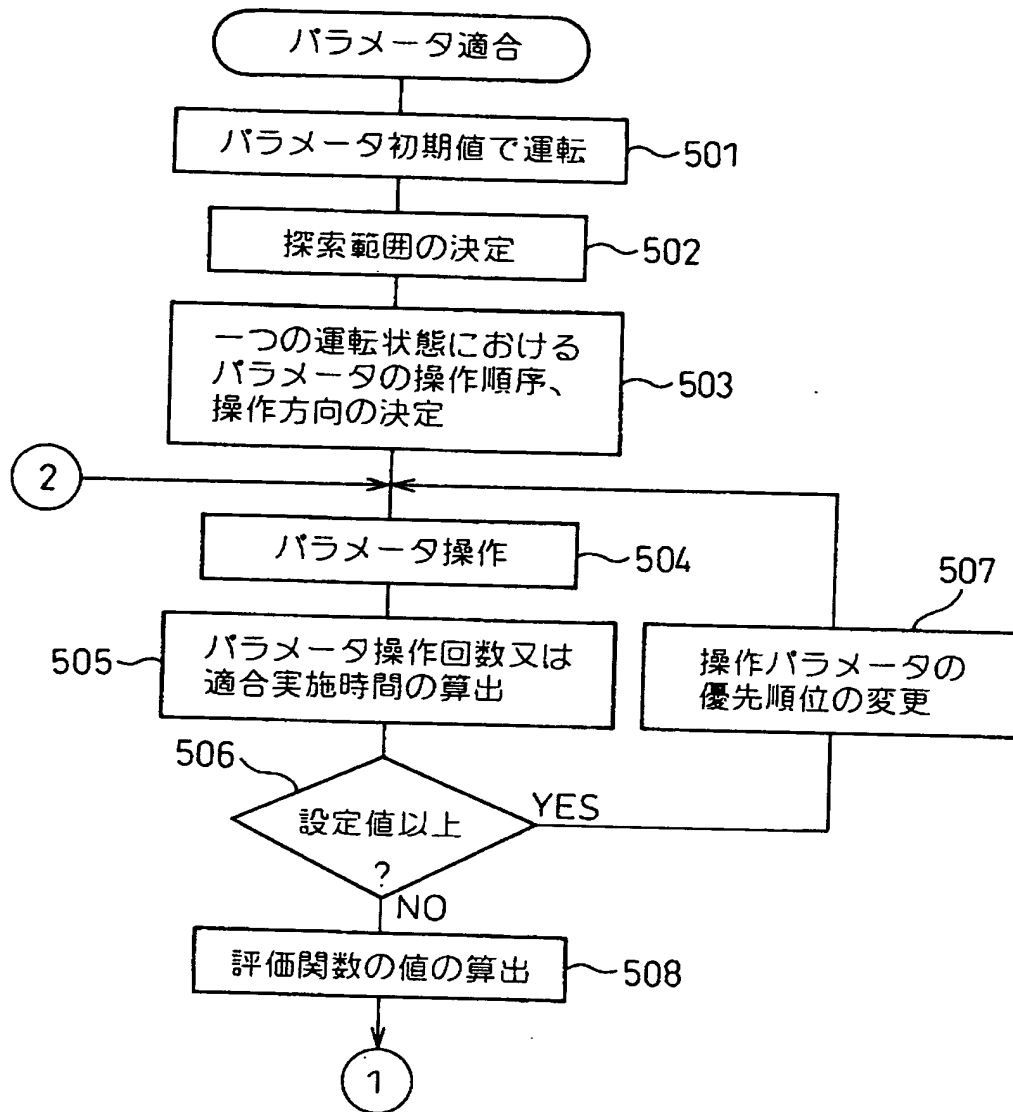 パラメータ適合
パラメータ初期値で運転
501
探索範囲の決定
502
一つの運転状態における
パラメータの操作順序、
操作方向の決定
503
2
パラメータ操作
504
507
505
パラメータ操作回数又は
適合実施時間の算出
操作パラメータの
優先順位の変更
506
設定値以上
?
YES
NO
評価関数の値の算出
508
1